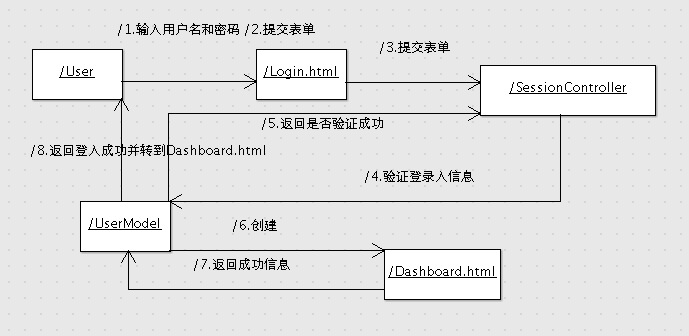 /1.输入用户名和密码 /2.提交表单
/3.提交表单
/User
/Login.html
/SessionController
/5.返回是否验证成功
/8.返回登入成功并转到Dashboard.html
/4.验证登录入信息
/UserModel
/6.创建
/7.返回成功信息
/Dashboard.html